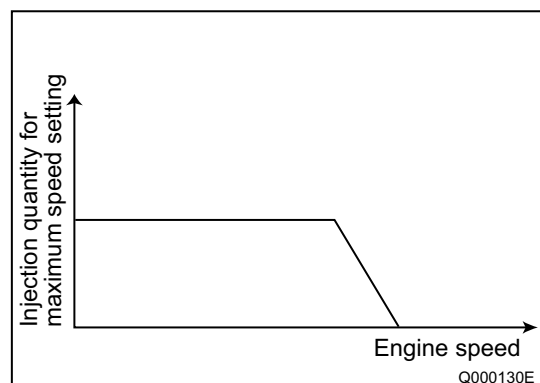 Injection quantity for
maximum speed setting
Engine speed
Q000130E